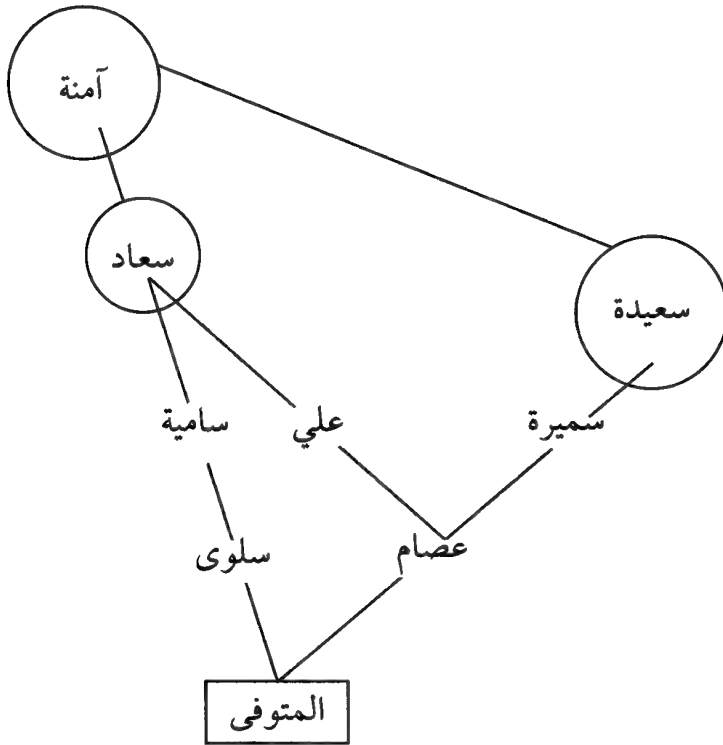 آمنة
سعاد
سعيدة
سامية
علي
سميرة
سلوى
عصام
المتوفى